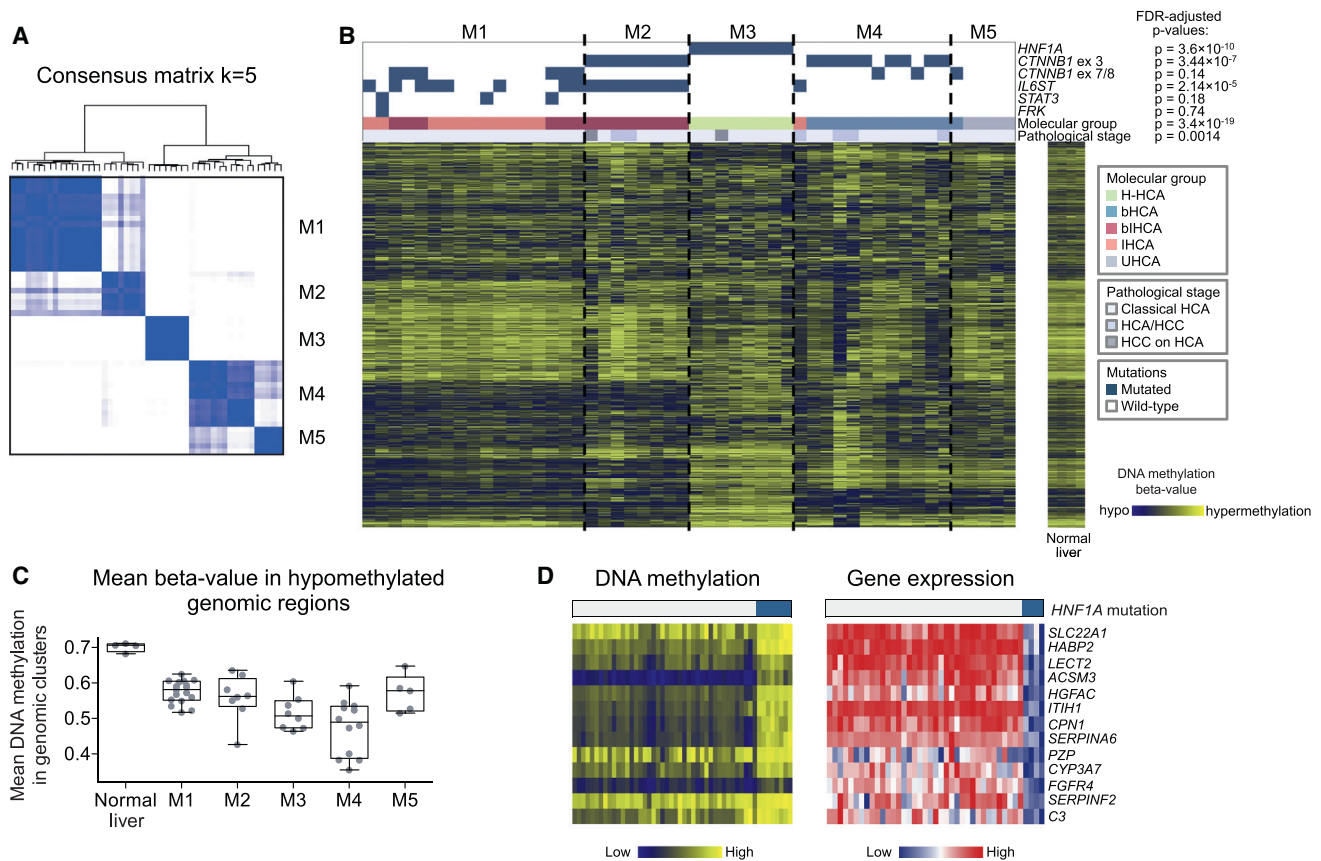 A
Consensus matrix k=5
M1
M2
M3
M4
M5
B
M1 M2 M3 M4 M5
FDR-adjusted
p-values:
HNF1A p = 3.6×10⁻¹⁰
CTNNB1 ex 3 p = 3.44×10⁻⁷
CTNNB1 ex 7/8 p = 0.14
IL6ST p = 2.14×10⁻⁵
STAT3 p = 0.18
FRK p = 0.74
Molecular group p = 3.4×10⁻¹⁹
Pathological stage p = 0.0014
Molecular group
H-HCA
bHCA
bIHCA
IHCA
UHCA
Pathological stage
Classical HCA
HCA/HCC
HCC on HCA
Mutations
Mutated
Wild-type
DNA methylation
beta-value
hypo hypermethylation
Normal
liver
C
Mean beta-value in hypomethylated
genomic regions
Mean DNA methylation
in genomic clusters
0.7
0.6
0.5
0.4
Normal
liver
M1 M2 M3 M4 M5
D
DNA methylation Gene expression
HNF1A mutation
SLC22A1
HABP2
LECT2
ACSM3
HGFAC
ITIH1
CPN1
SERPINA6
PZP
CYP3A7
FGFR4
SERPINF2
C3
Low High Low High